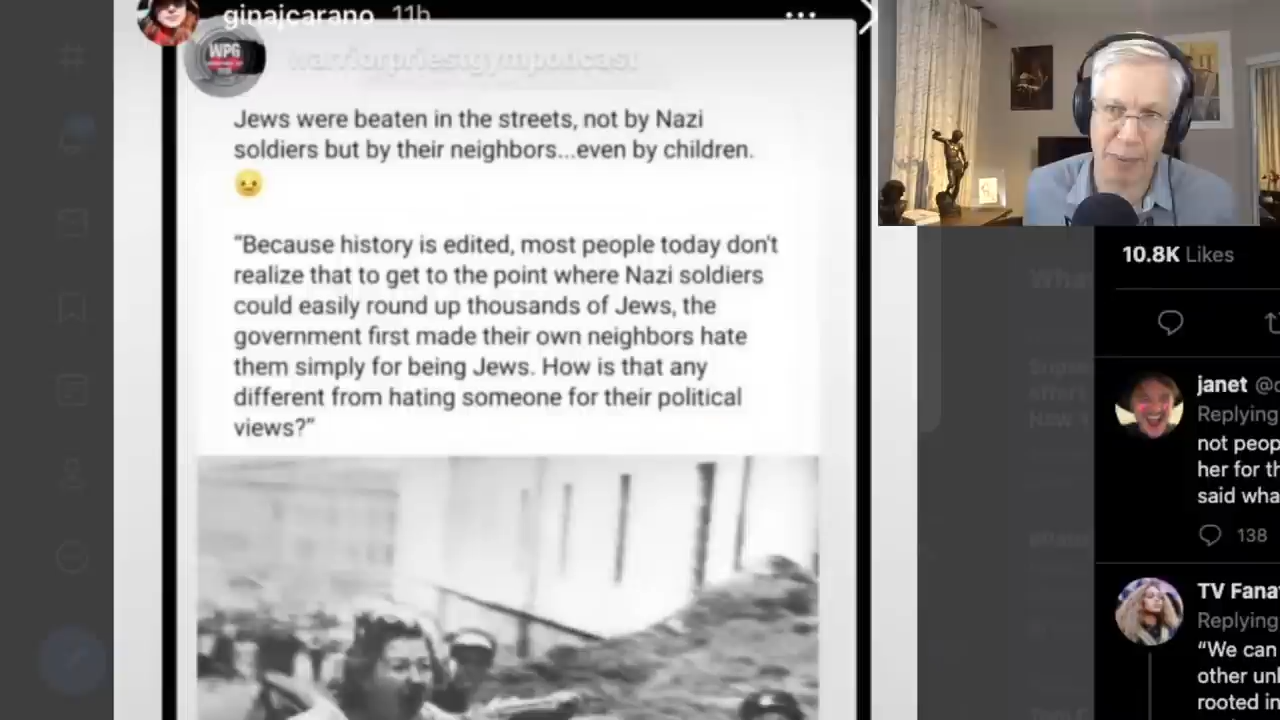 ginajcarano 11h
WPG
warriorpriestgympodcast
Jews were beaten in the streets, not by Nazi
soldiers but by their neighbors...even by children.
😐
“Because history is edited, most people today don't
realize that to get to the point where Nazi soldiers
could easily round up thousands of Jews, the
government first made their own neighbors hate
them simply for being Jews. How is that any
different from hating someone for their political
views?”
10.8K Likes
janet
Replying
not peop
her for th
said wha
138
TV Fana
Replying
“We can
other unl
rooted in